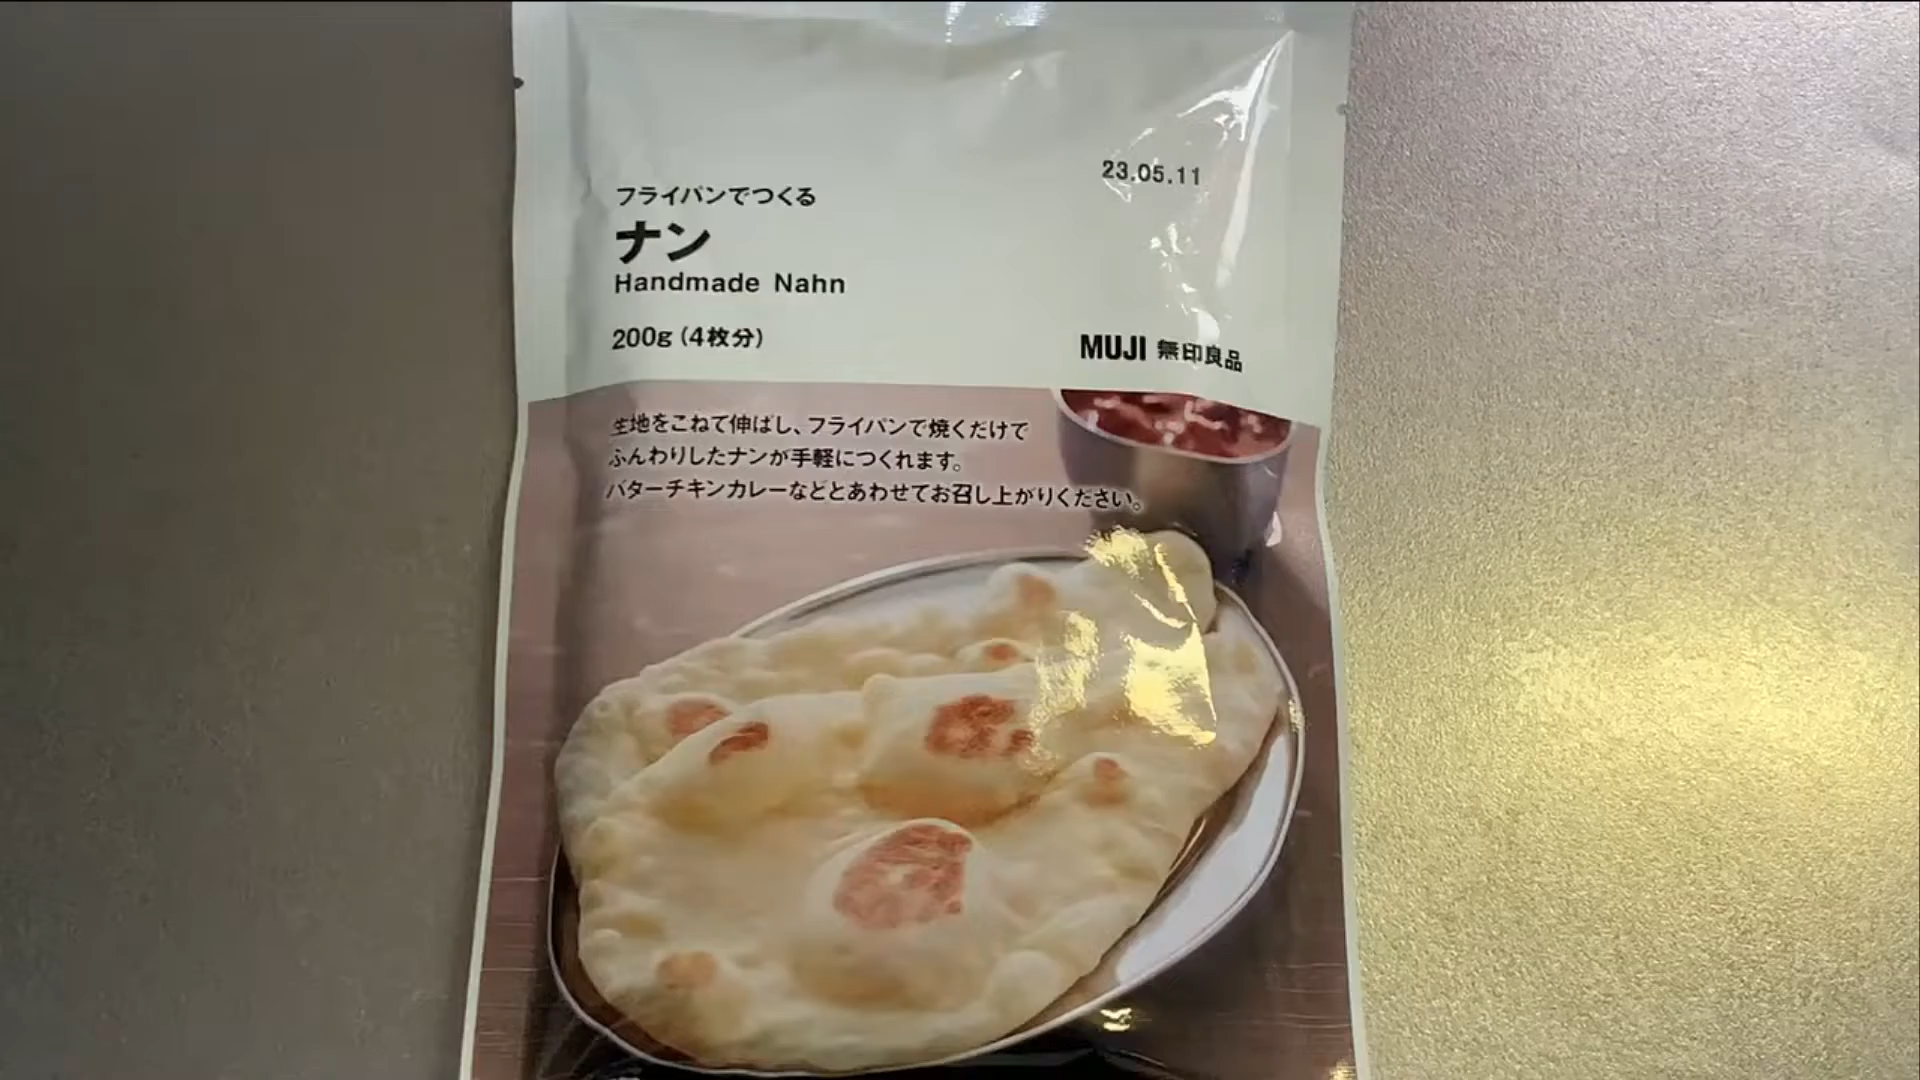 23.05.11
フライパンでつくる
ナン
Handmade Nahn
200g(4枚分)
MUJI 無印良品
生地をこねて伸ばし、フライパンで焼くだけで
ふんわりしたナンが手軽につくれます。
バターチキンカレーなどとあわせてお召し上がりください。